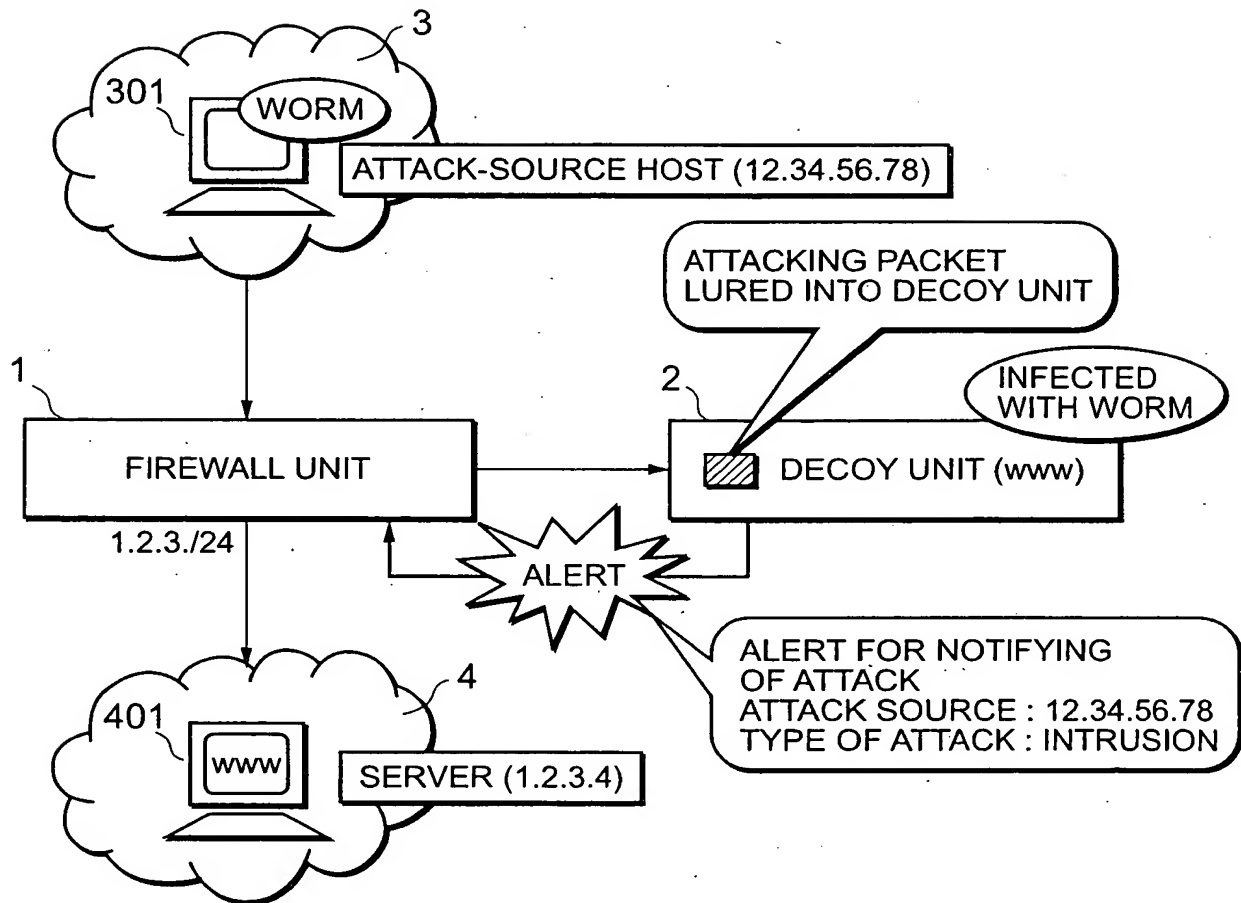 3
301
WORM
ATTACK-SOURCE HOST (12.34.56.78)
ATTACKING PACKET
LURED INTO DECOY UNIT
1
2
INFECTED
WITH WORM
FIREWALL UNIT
DECOY UNIT (www)
1.2.3./24
ALERT
4
401
www
SERVER (1.2.3.4)
ALERT FOR NOTIFYING
OF ATTACK
ATTACK SOURCE : 12.34.56.78
TYPE OF ATTACK : INTRUSION